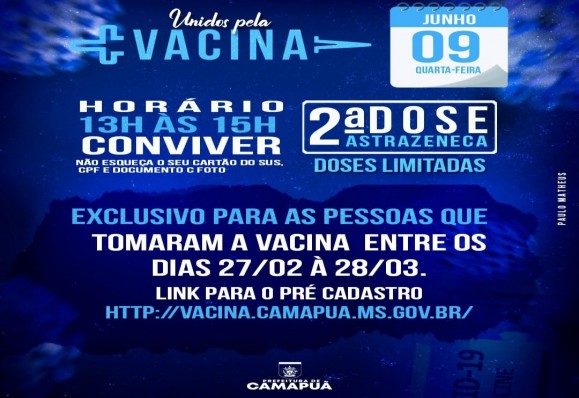 Unidos pela
VACINA
JUNHO
09
QUARTA-FEIRA
HORÁRIO
13H ÀS 15H
CONVIVER
NÃO ESQUEÇA O SEU CARTÃO DO SUS,
CPF E DOCUMENTO C FOTO
2ªDOSE
ASTRAZENECA
DOSES LIMITADAS
PAULO MATHEUS
EXCLUSIVO PARA AS PESSOAS QUE
TOMARAM A VACINA ENTRE OS
DIAS 27/02 À 28/03.
LINK PARA O PRÉ CADASTRO
HTTP://VACINA.CAMAPUA.MS.GOV.BR/
PREFEITURA DE
CAMAPUÃ